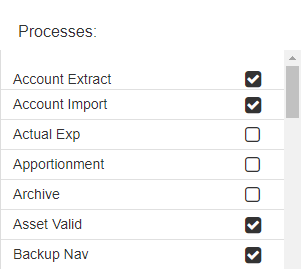 Processes:
Account Extract
Account Import
Actual Exp
Apportionment
Archive
Asset Valid
Backup Nav